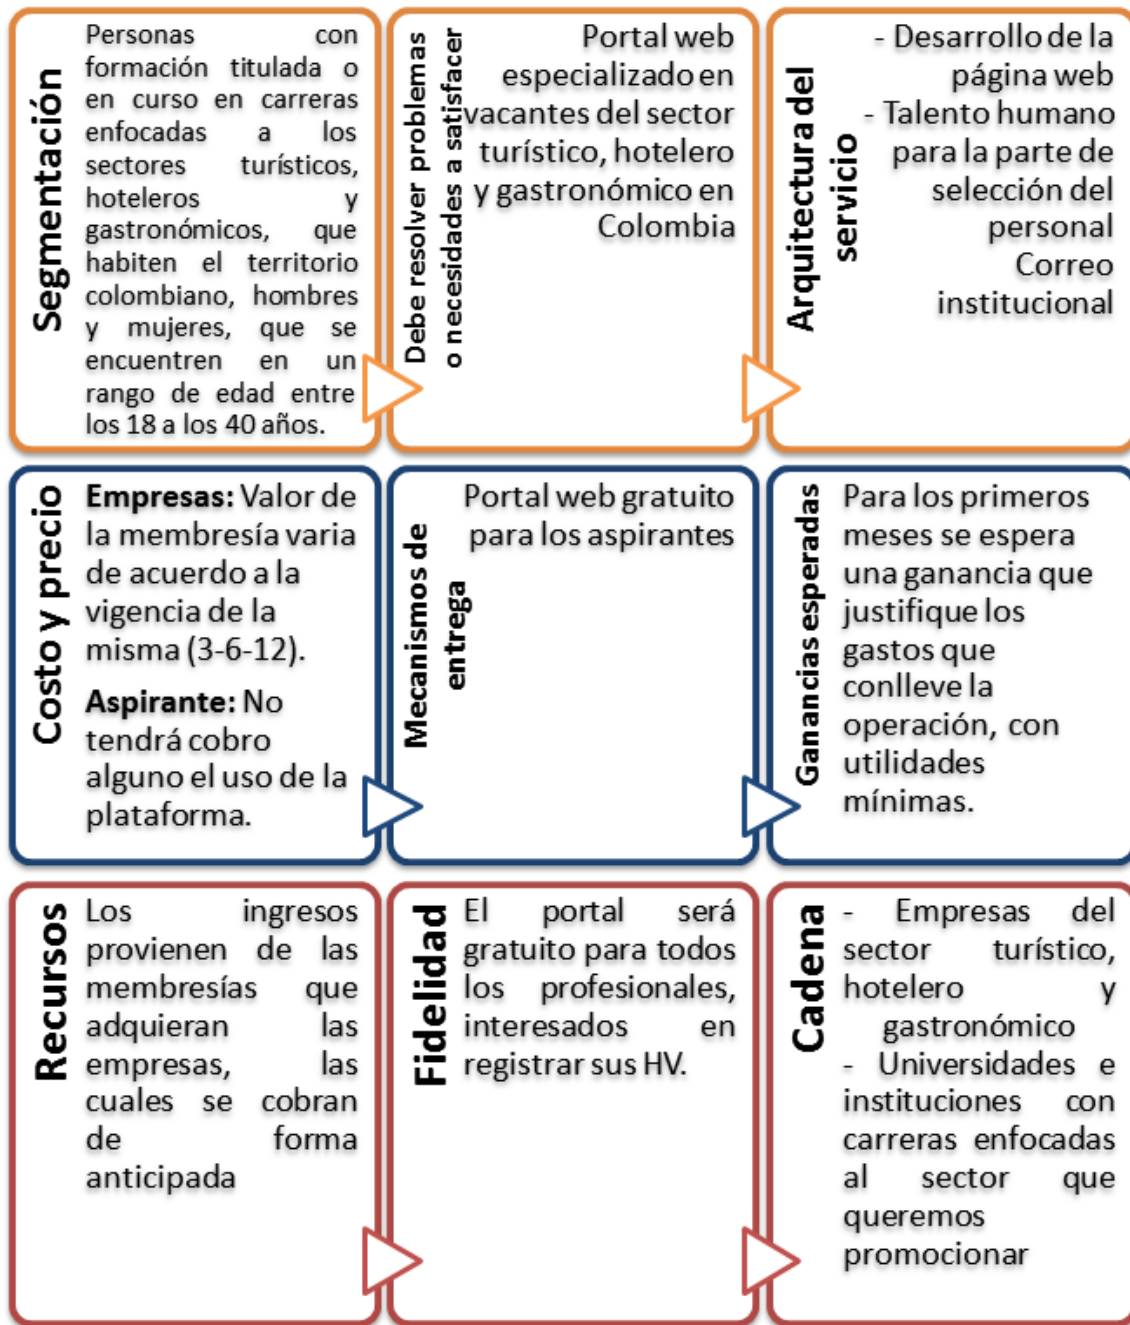 Segmentación
Personas con
formación titulada o
en curso en carreras
enfocadas a los
sectores turísticos,
hoteleros y
gastronómicos, que
habiten el territorio
colombiano, hombres
y mujeres, que se
encuentren en un
rango de edad entre
los 18 a los 40 años.
Debe resolver problemas
o necesidades a satisfacer
Portal web
especializado en
vacantes del sector
turístico, hotelero
y gastronómico en
Colombia
Arquitectura del
servicio
- Desarrollo de la
página web
- Talento humano
para la parte de
selección del
personal
Correo
institucional
Costo y precio
Empresas: Valor de
la membresía varia
de acuerdo a la
vigencia de la
misma (3-6-12).
Aspirante: No
tendrá cobro
alguno el uso de la
plataforma.
Mecanismos de
entrega
Portal web gratuito
para los aspirantes
Ganancias esperadas
Para los primeros
meses se espera
una ganancia que
justifique los
gastos que
conlleve la
operación, con
utilidades
mínimas.
Recursos
Los ingresos
provienen de las
membresías que
adquieran las
empresas, las
cuales se cobran
de forma
anticipada
Fidelidad
El portal será
gratuito para todos
los profesionales,
interesados en
registrar sus HV.
Cadena
- Empresas del
sector turístico,
hotelero y
gastronómico
- Universidades e
instituciones con
carreras enfocadas
al sector que
queremos
promocionar